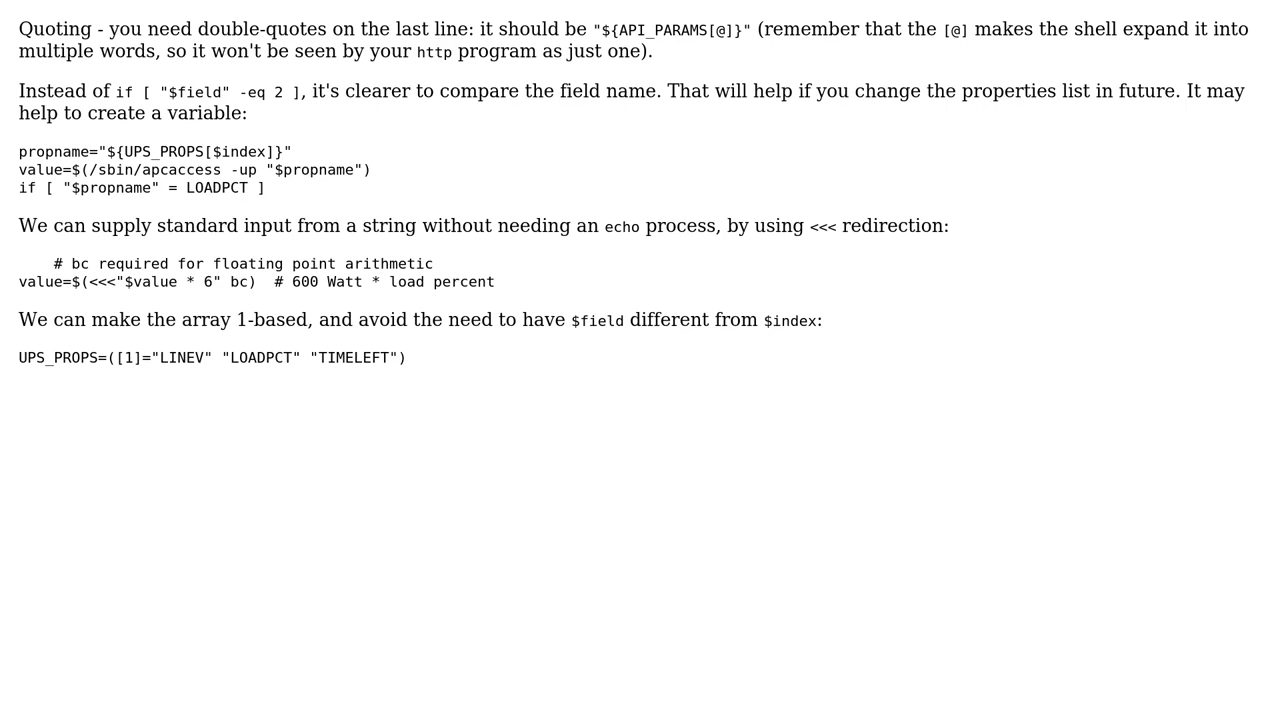 Quoting - you need double-quotes on the last line: it should be "${API_PARAMS[@]}" (remember that the [@] makes the shell expand it into
multiple words, so it won't be seen by your http program as just one).
Instead of if [ "$field" -eq 2 ], it's clearer to compare the field name. That will help if you change the properties list in future. It may
help to create a variable:
propname="${UPS_PROPS[$index]}"
value=$(/sbin/apcaccess -up "$propname")
if [ "$propname" = LOADPCT ]
We can supply standard input from a string without needing an echo process, by using <<< redirection:
    # bc required for floating point arithmetic
value=$(<<<"$value * 6" bc)  # 600 Watt * load percent
We can make the array 1-based, and avoid the need to have $field different from $index:
UPS_PROPS=([1]="LINEV" "LOADPCT" "TIMELEFT")